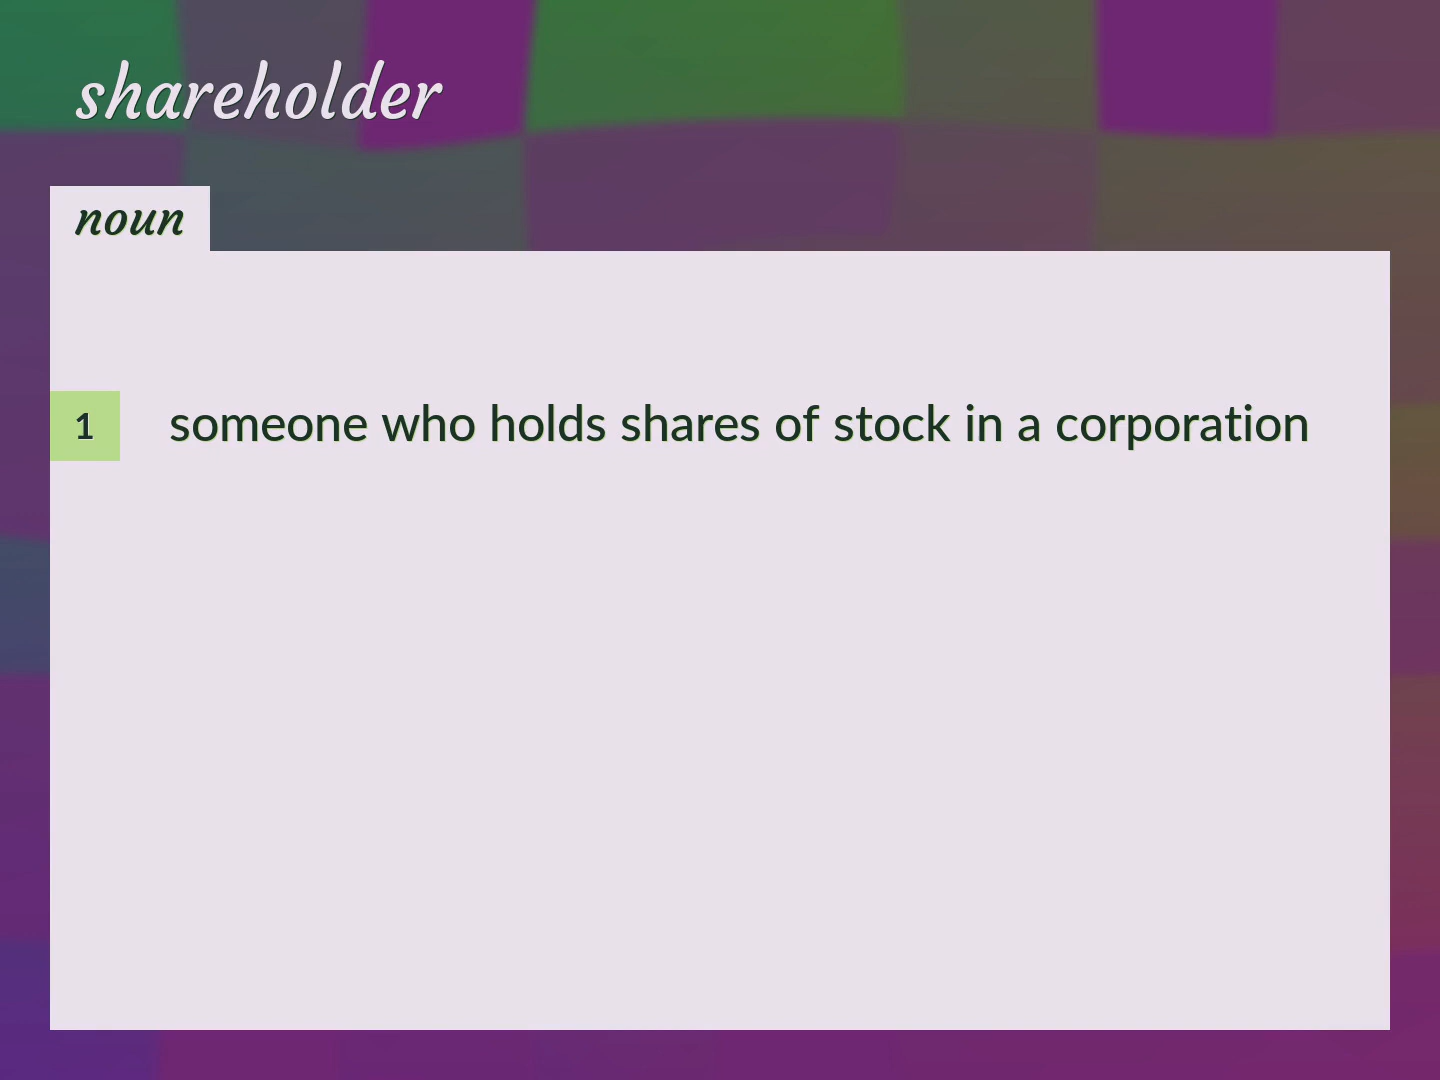 shareholder
noun
1 someone who holds shares of stock in a corporation